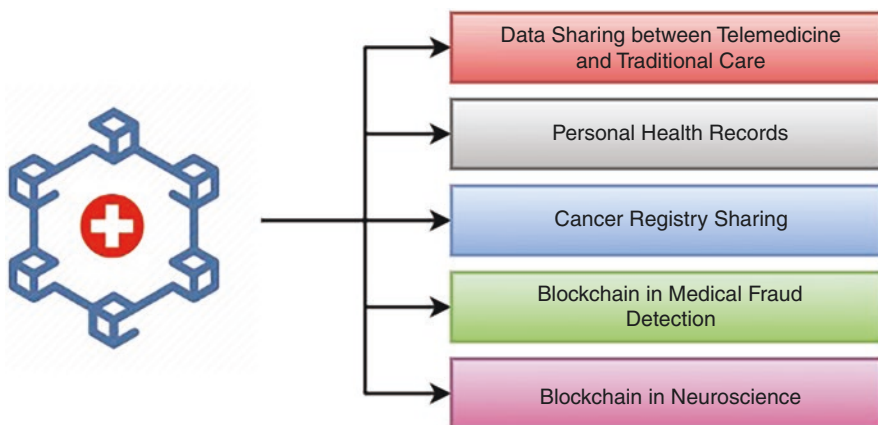 Data Sharing between Telemedicine
and Traditional Care
Personal Health Records
Cancer Registry Sharing
Blockchain in Medical Fraud
Detection
Blockchain in Neuroscience